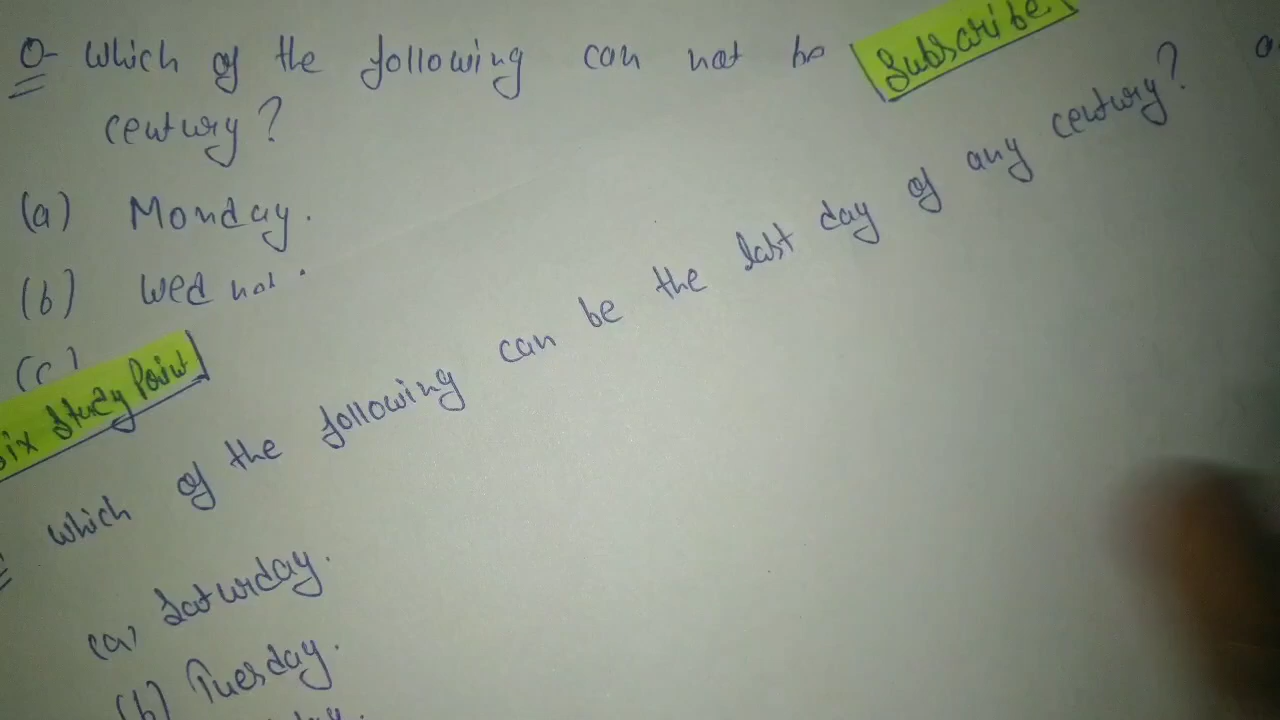 Q- Which of the following can not be
Subscribe
century?
(a) Monday.
(b) Wed
(c)
Six Study Point
Which of the following can be the last day of any century?
(a) Saturday.
(b) Tuesday.